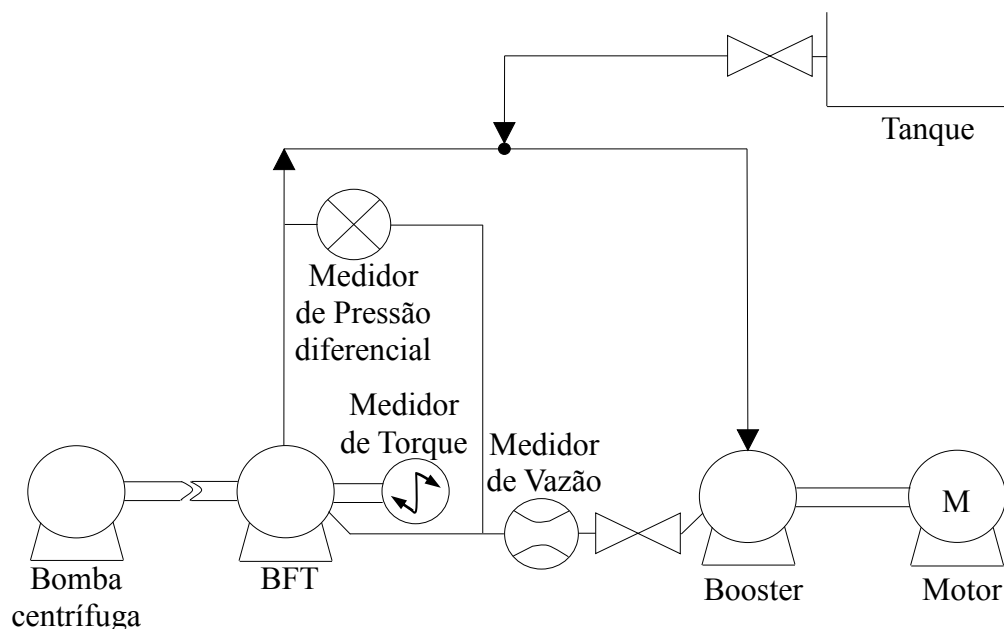 Tanque
Medidor
de Pressão
diferencial
Medidor
de Torque
Medidor
de Vazão
M
Bomba
centrífuga
BFT
Booster
Motor